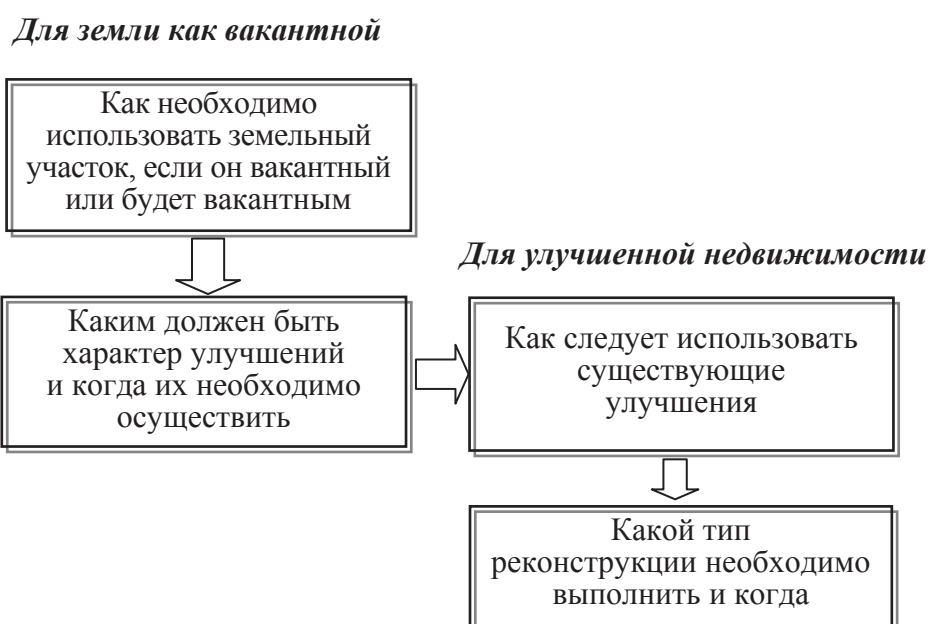 Для земли как вакантной
Как необходимо
использовать земельный
участок, если он вакантный
или будет вакантным
Каким должен быть
характер улучшений
и когда их необходимо
осуществить
Для улучшенной недвижимости
Как следует использовать
существующие
улучшения
Какой тип
реконструкции необходимо
выполнить и когда